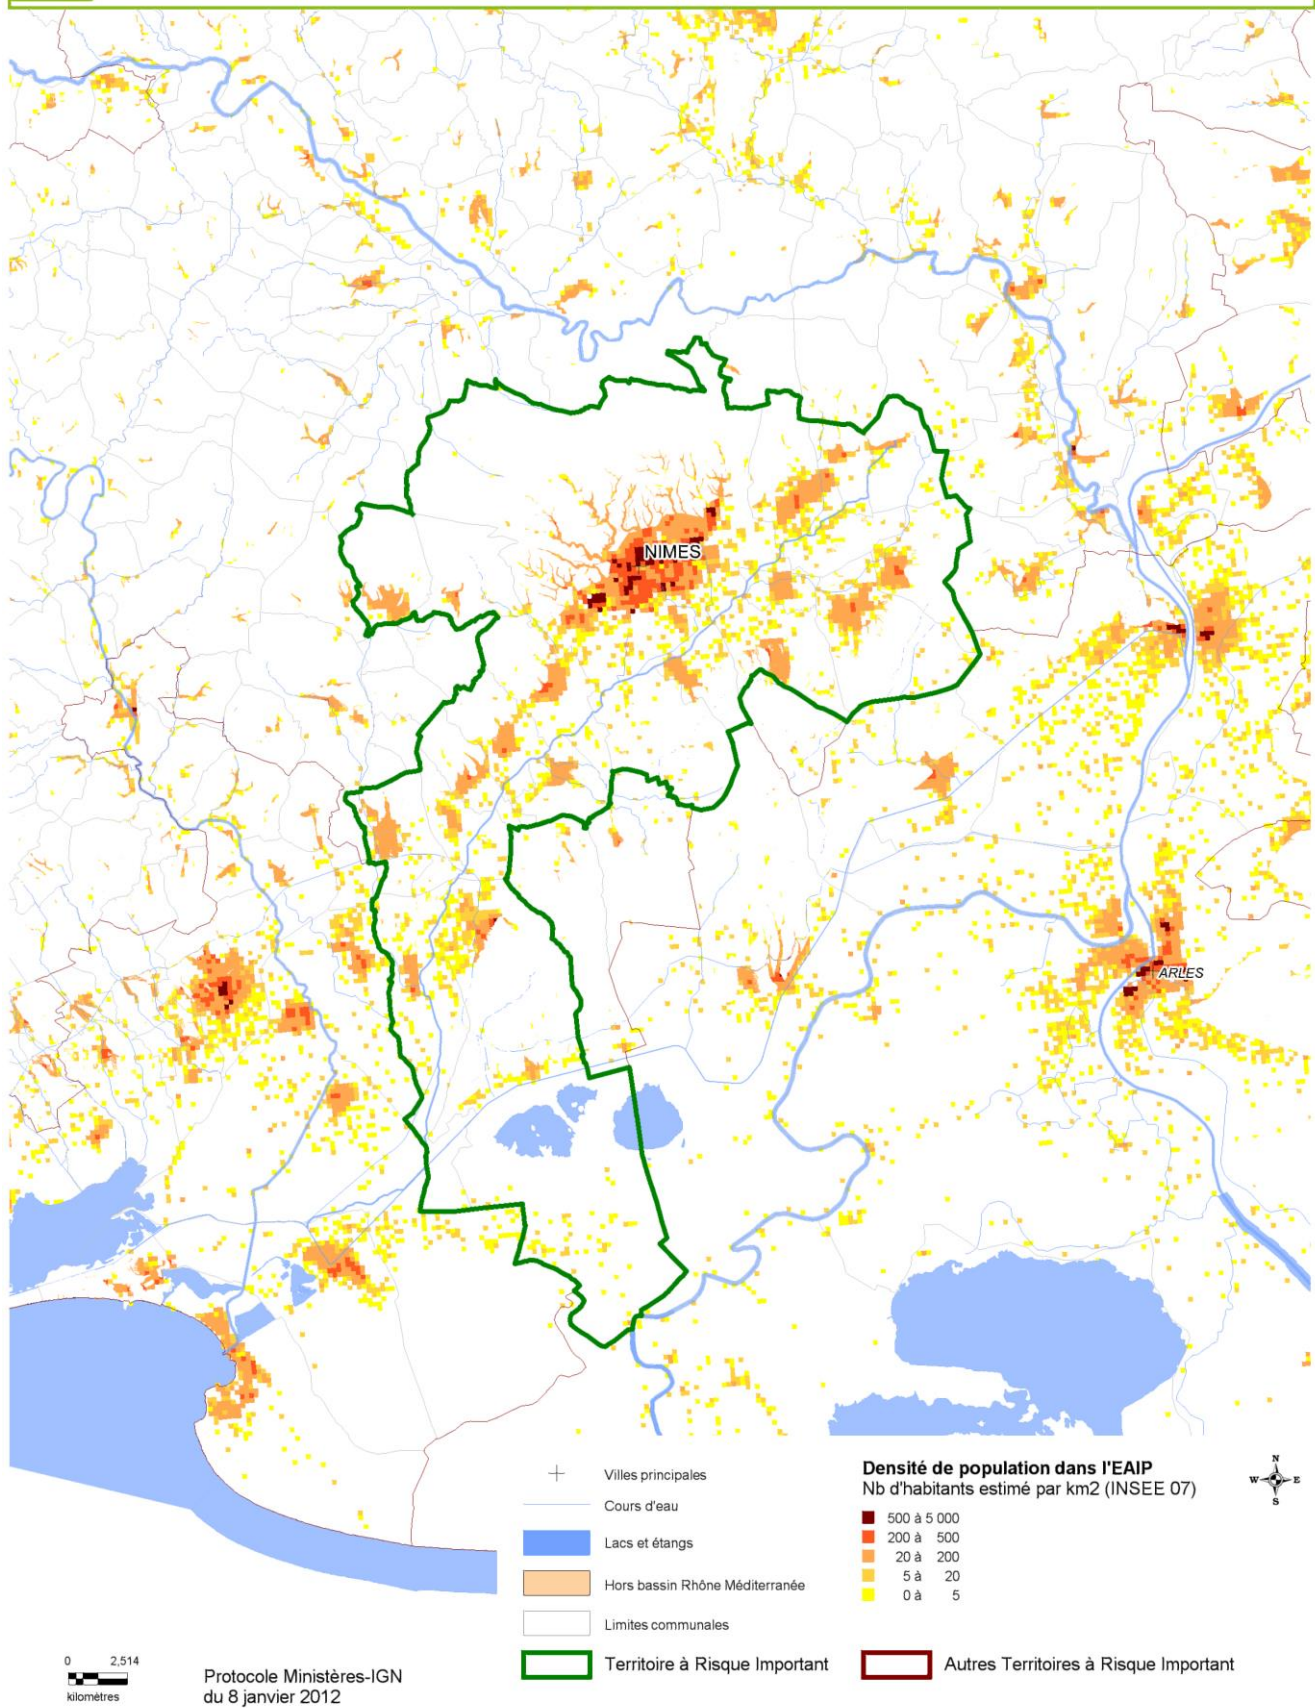 NIMES
ARLES
Villes principales
Cours d'eau
Lacs et étangs
Hors bassin Rhône Méditerranée
Limites communales
Territoire à Risque Important
Densité de population dans l'EAIP
Nb d'habitants estimé par km2 (INSEE 07)
500 à 5 000
200 à 500
20 à 200
5 à 20
0 à 5
Autres Territoires à Risque Important
N
W E
S
0 2,514
kilomètres
Protocole Ministères-IGN
du 8 janvier 2012